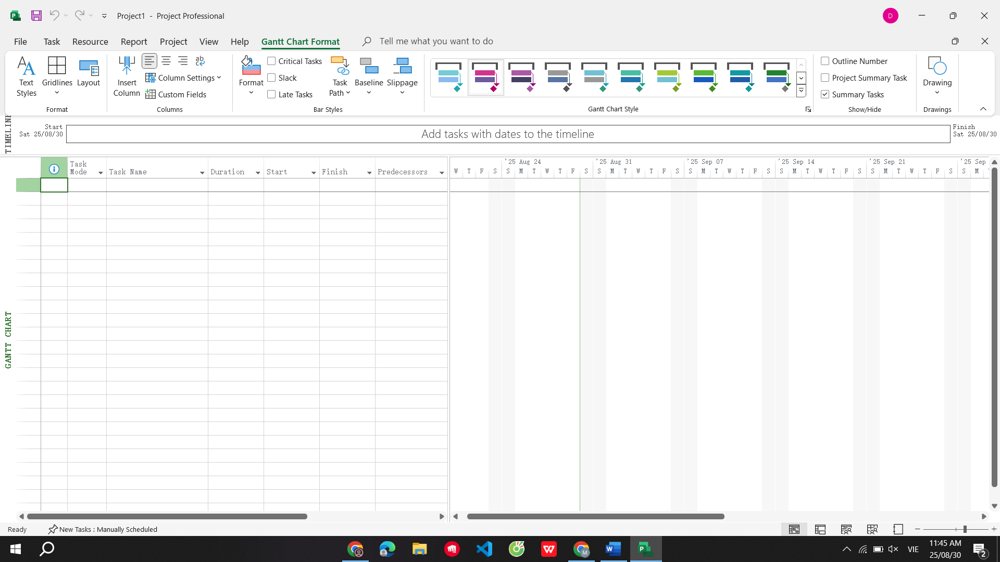 Project1 - Project Professional
D
File Task Resource Report Project View Help Gantt Chart Format Tell me what you want to do
Text Styles
Gridlines
Layout
Format
Insert Column
Column Settings
Custom Fields
Columns
Format
Critical Tasks
Slack
Late Tasks
Task Path
Baseline
Slippage
Bar Styles
Gantt Chart Style
Outline Number
Project Summary Task
Summary Tasks
Show/Hide
Drawing
Drawings
TIMELINE
Start
Sat 25/08/30
Add tasks with dates to the timeline
Finish
Sat 25/08/30
Task Mode Task Name Duration Start Finish Predecessors
'25 Aug 24 '25 Aug 31 '25 Sep 07 '25 Sep 14 '25 Sep 21 '25 Sep
W T F S S M T W T F S S M T W T F S S M T W T F S S M T W T F S S M T W T F S S M
GANTT CHART
Ready New Tasks : Manually Scheduled
VIE
11:45 AM
25/08/30
2